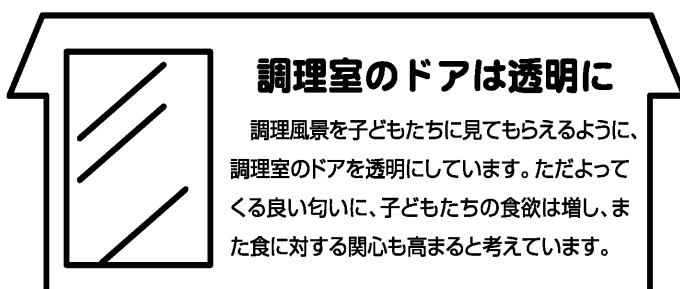 調理室のドアは透明に
調理風景を子どもたちに見てもらえるように、
調理室のドアを透明にしています。ただよって
くる良い匂いに、子どもたちの食欲は増し、ま
た食に対する関心も高まると考えています。